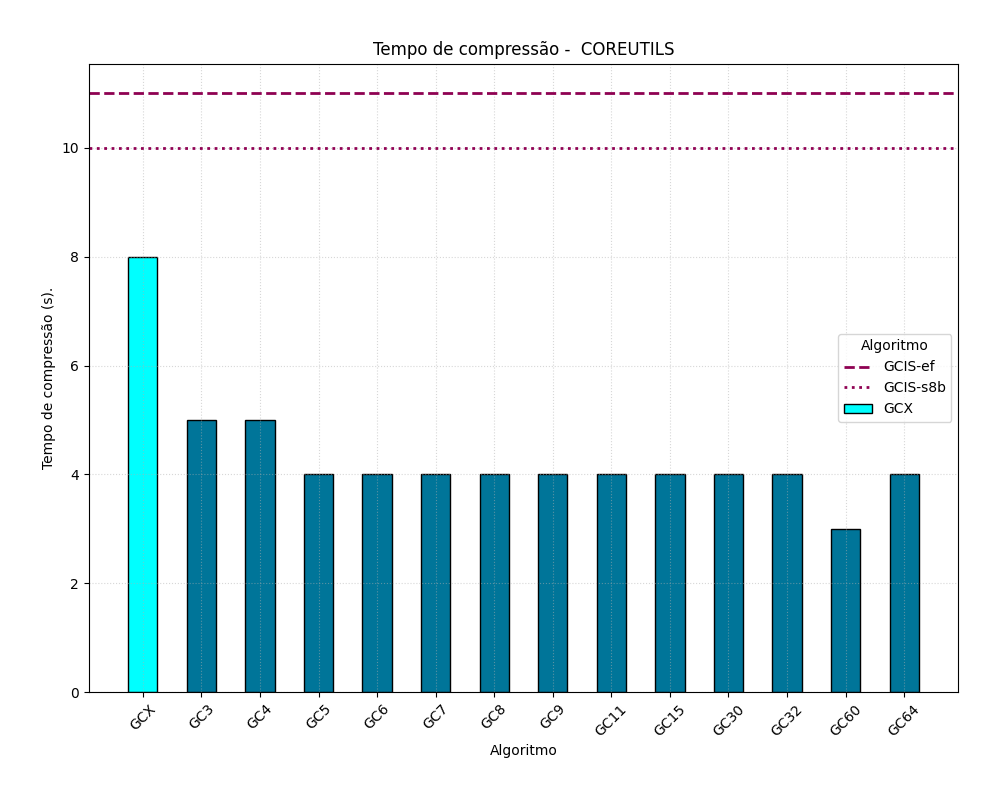 Tempo de compressão -  COREUTILS
Tempo de compressão (s).
10
8
6
4
2
0
Algoritmo
GCIS-ef
GCIS-s8b
GCX
GCX
GC3
GC4
GC5
GC6
GC7
GC8
GC9
GC11
GC15
GC30
GC32
GC60
GC64
Algoritmo